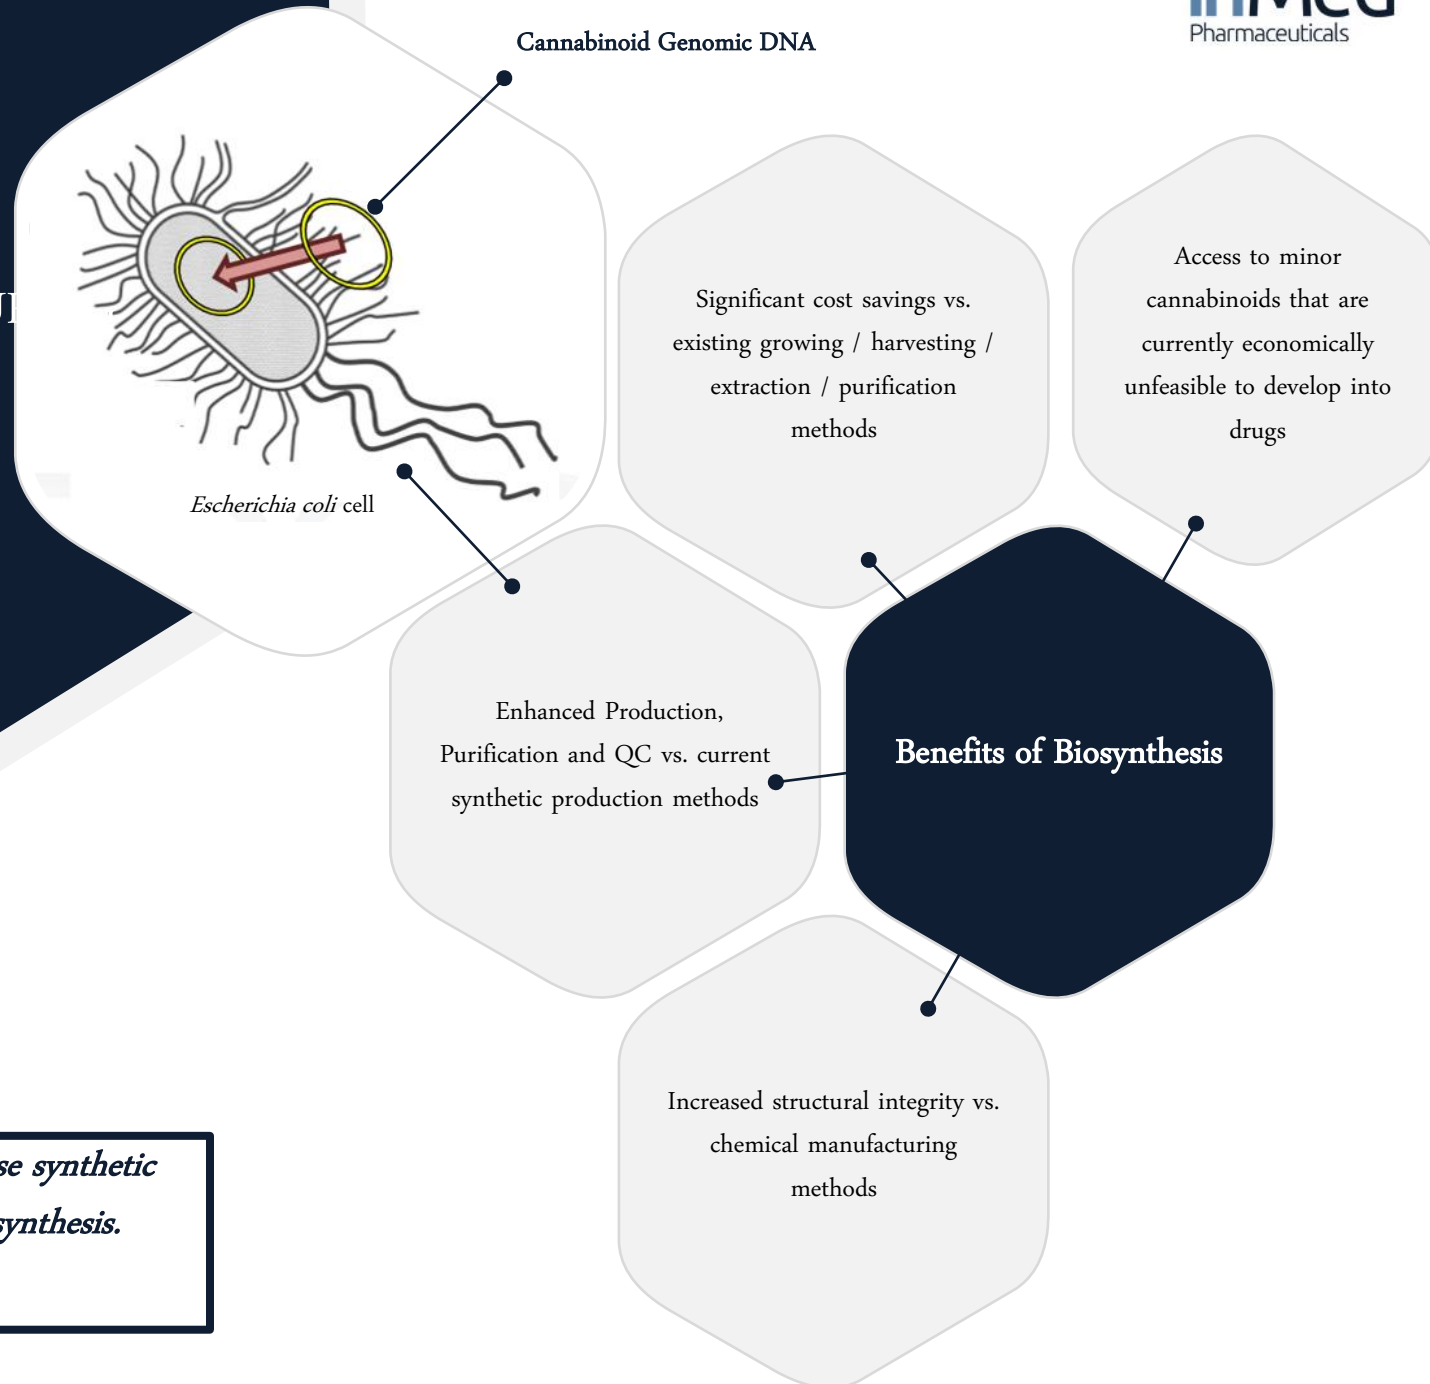 Cannabinoid Genomic DNA
Pharmaceuticals
Significant cost savings vs.
existing growing / harvesting /
extraction / purification
methods
Access to minor
cannabinoids that are
currently economically
unfeasible to develop into
drugs
Escherichia coli cell
Enhanced Production,
Purification and QC vs. current
synthetic production methods
Benefits of Biosynthesis
Increased structural integrity vs.
chemical manufacturing
methods
synthetic